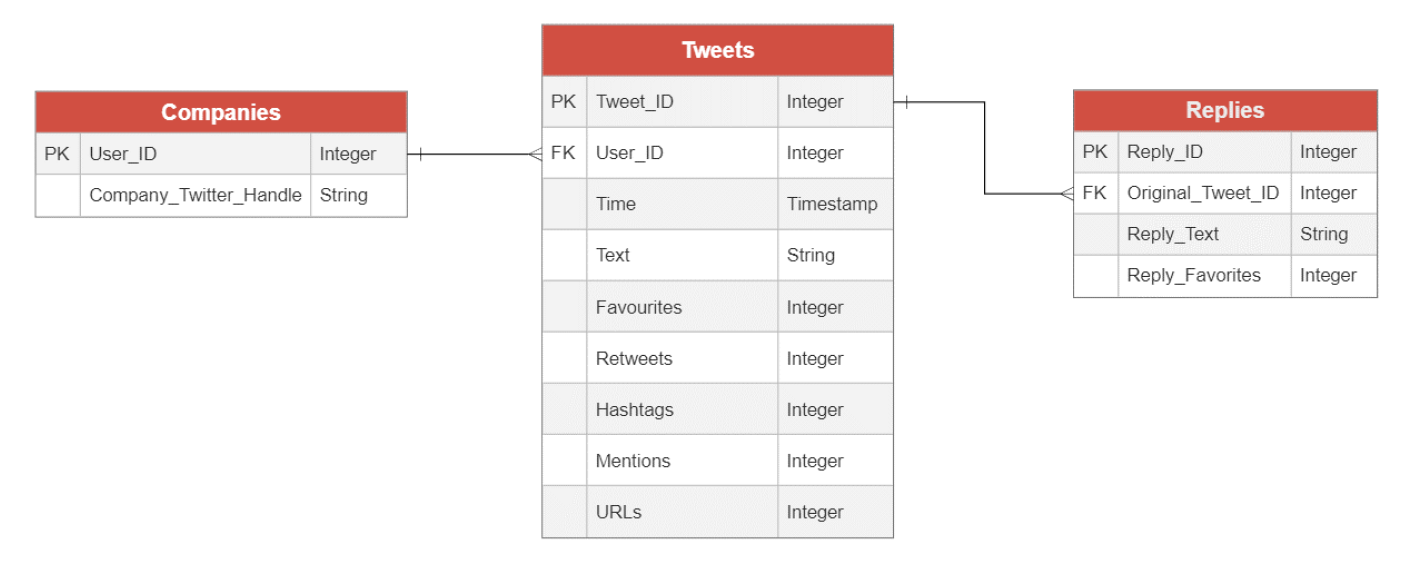 Companies
PK User_ID Integer
Company_Twitter_Handle String
Tweets
PK Tweet_ID Integer
FK User_ID Integer
Time Timestamp
Text String
Favourites Integer
Retweets Integer
Hashtags Integer
Mentions Integer
URLs Integer
Replies
PK Reply_ID Integer
FK Original_Tweet_ID Integer
Reply_Text String
Reply_Favorites Integer